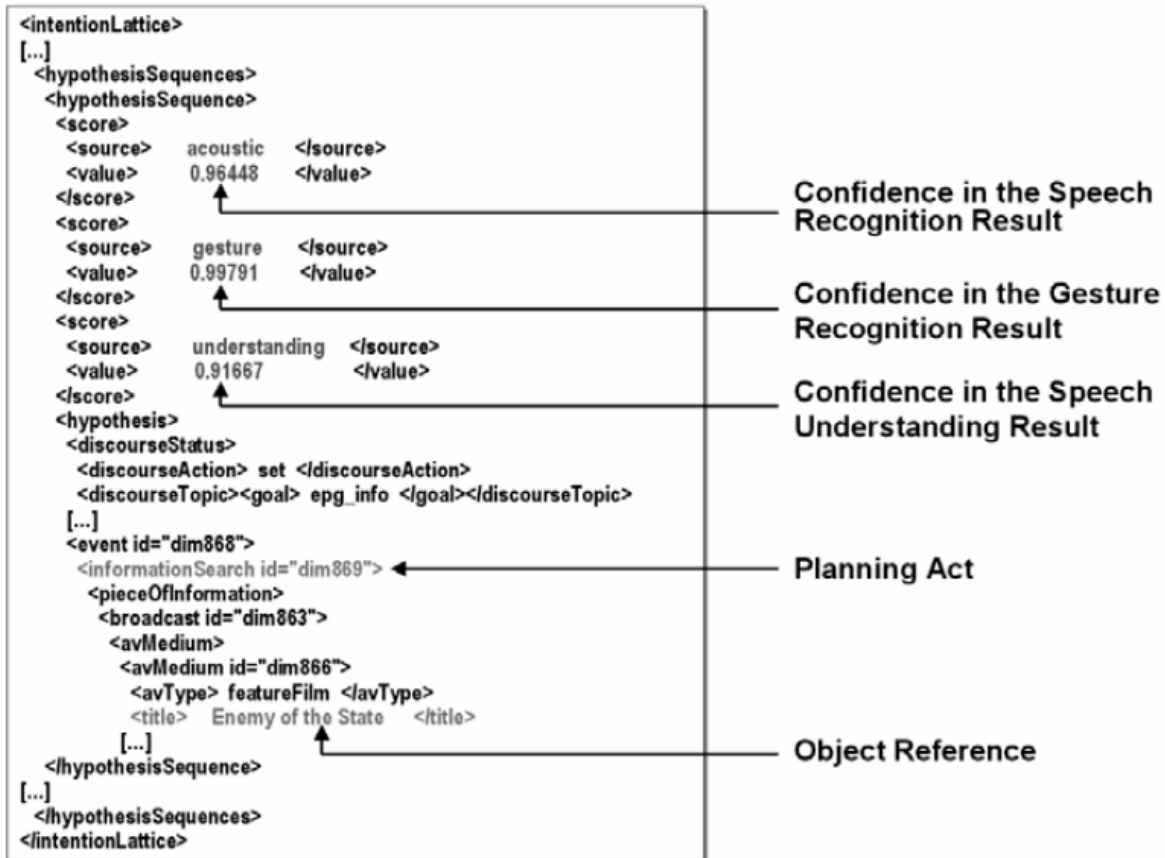 <intentionLattice>
[...]
<hypothesisSequences>
<hypothesisSequence>
<score>
<source> acoustic </source>
<value> 0.96448 </value>
</score>
<score>
<source> gesture </source>
<value> 0.99791 </value>
</score>
<score>
<source> understanding </source>
<value> 0.91667 </value>
</score>
<hypothesis>
<discourseStatus>
<discourseAction> set </discourseAction>
<discourseTopic><goal> epg_info </goal></discourseTopic>
[...]
<event id="dim868">
<informationSearch id="dim869">
<pieceOfInformation>
<broadcast id="dim863">
<avMedium>
<avMedium id="dim866">
<avType> featureFilm </avType>
<title> Enemy of the State </title>
[...]
</hypothesisSequence>
[...]
</hypothesisSequences>
</intentionLattice>
Confidence in the Speech
Recognition Result
Confidence in the Gesture
Recognition Result
Confidence in the Speech
Understanding Result
Planning Act
Object Reference